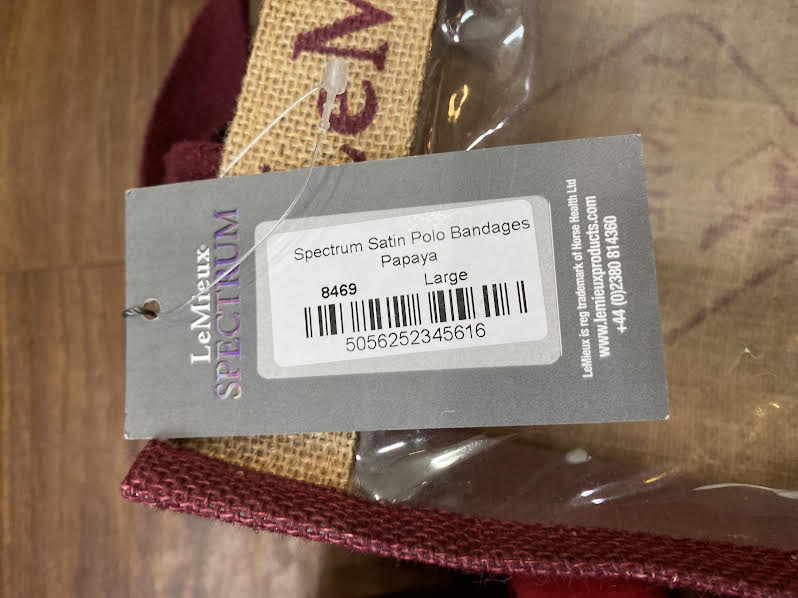 LeM
LeMieux®
SPECTRUM
Spectrum Satin Polo Bandages
Papaya
8469 Large
5056252345616
LeMieux is reg trademark of Horse Health Ltd
www.lemieuxproducts.com
+44 (0)2380 814360